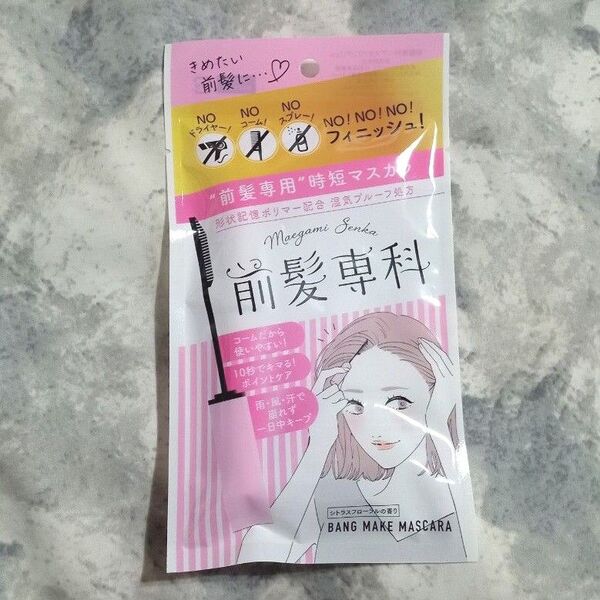 きめたい
前髪に…♡
NO
ドライヤー!
NO
コーム!
NO
スプレー!
NO! NO! NO!
フィニッシュ!
"前髪専用"時短マスカラ
形状記憶ポリマー配合 湿気プルーフ処方
Maegami Senka
前髪専科
コームだから
使いやすい!
10秒でキマる!
ポイントケア
雨・風・汗で
崩れず
一日中キープ
シトラスフローラルの香り
BANG MAKE MASCARA